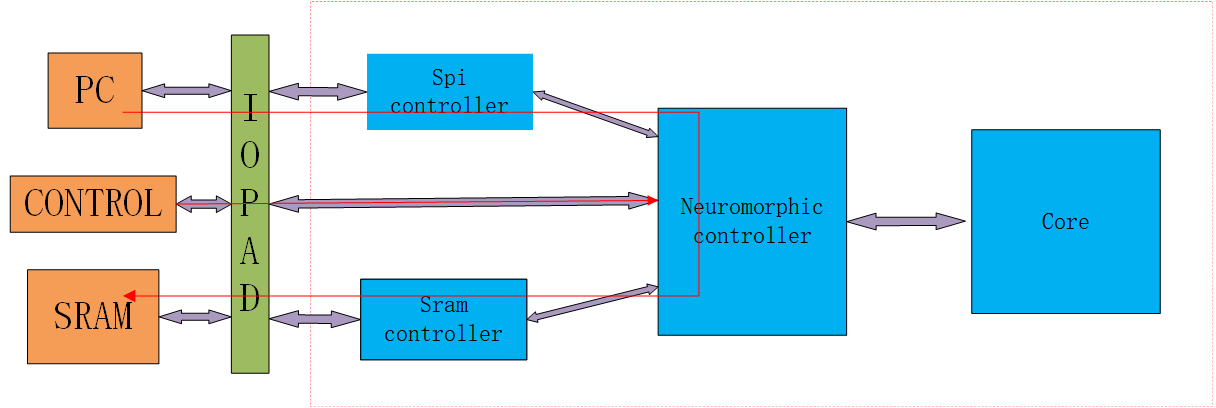 PC
CONTROL
SRAM
I
O
P
A
D
Spi
controller
Sram
controller
Neuromorphic
controller
Core